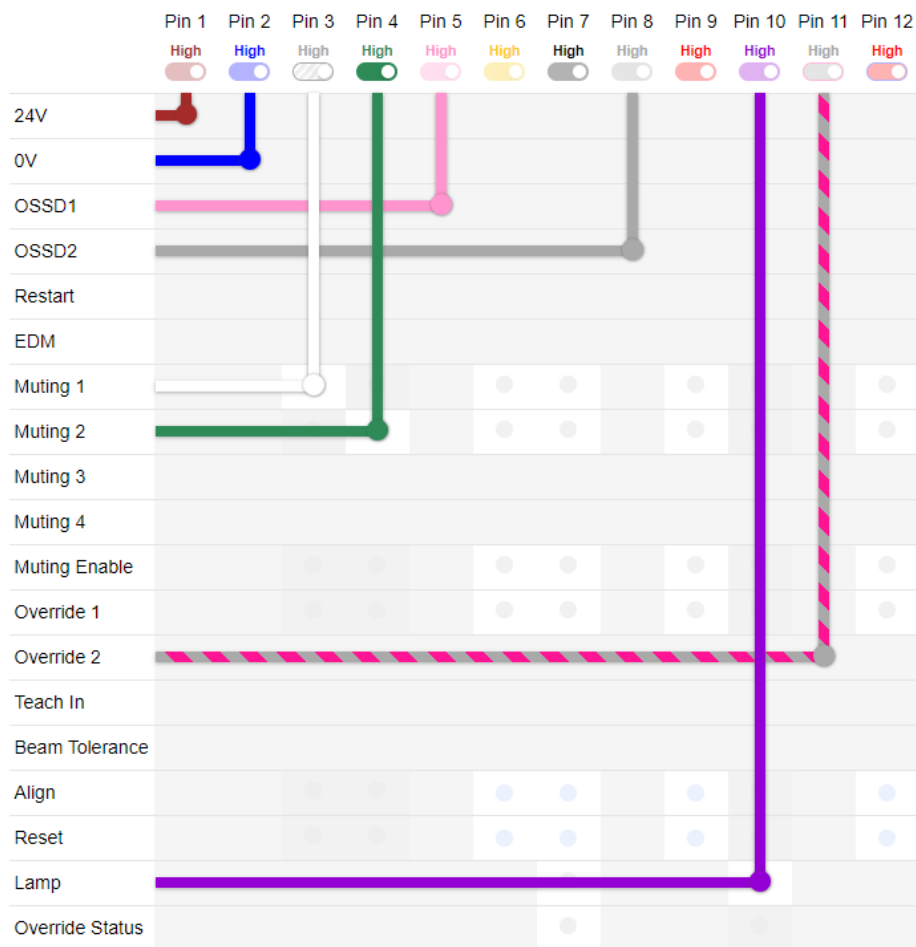 Pin 1 Pin 2 Pin 3 Pin 4 Pin 5 Pin 6 Pin 7 Pin 8 Pin 9 Pin 10 Pin 11 Pin 12
High High High High High High High High High High High High
24V
0V
OSSD1
OSSD2
Restart
EDM
Muting 1
Muting 2
Muting 3
Muting 4
Muting Enable
Override 1
Override 2
Teach In
Beam Tolerance
Align
Reset
Lamp
Override Status